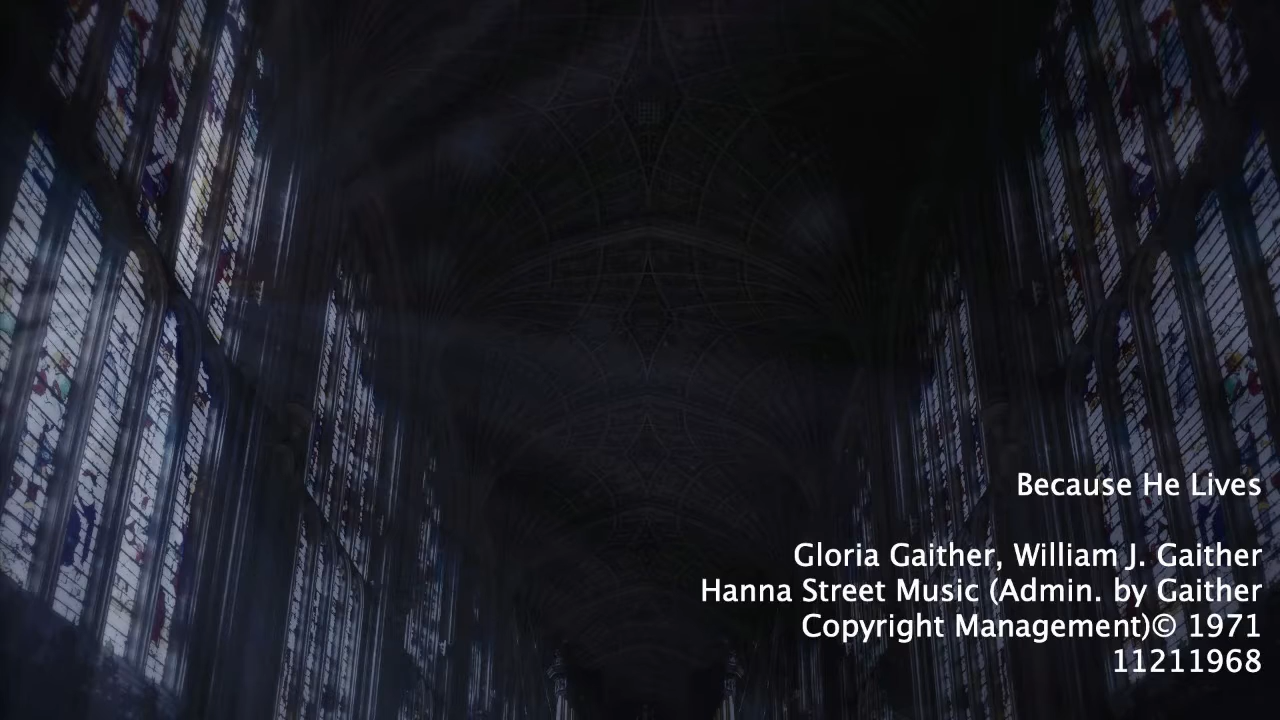 Because He Lives
Gloria Gaither, William J. Gaither
Hanna Street Music (Admin. by Gaither
Copyright Management)© 1971
11211968